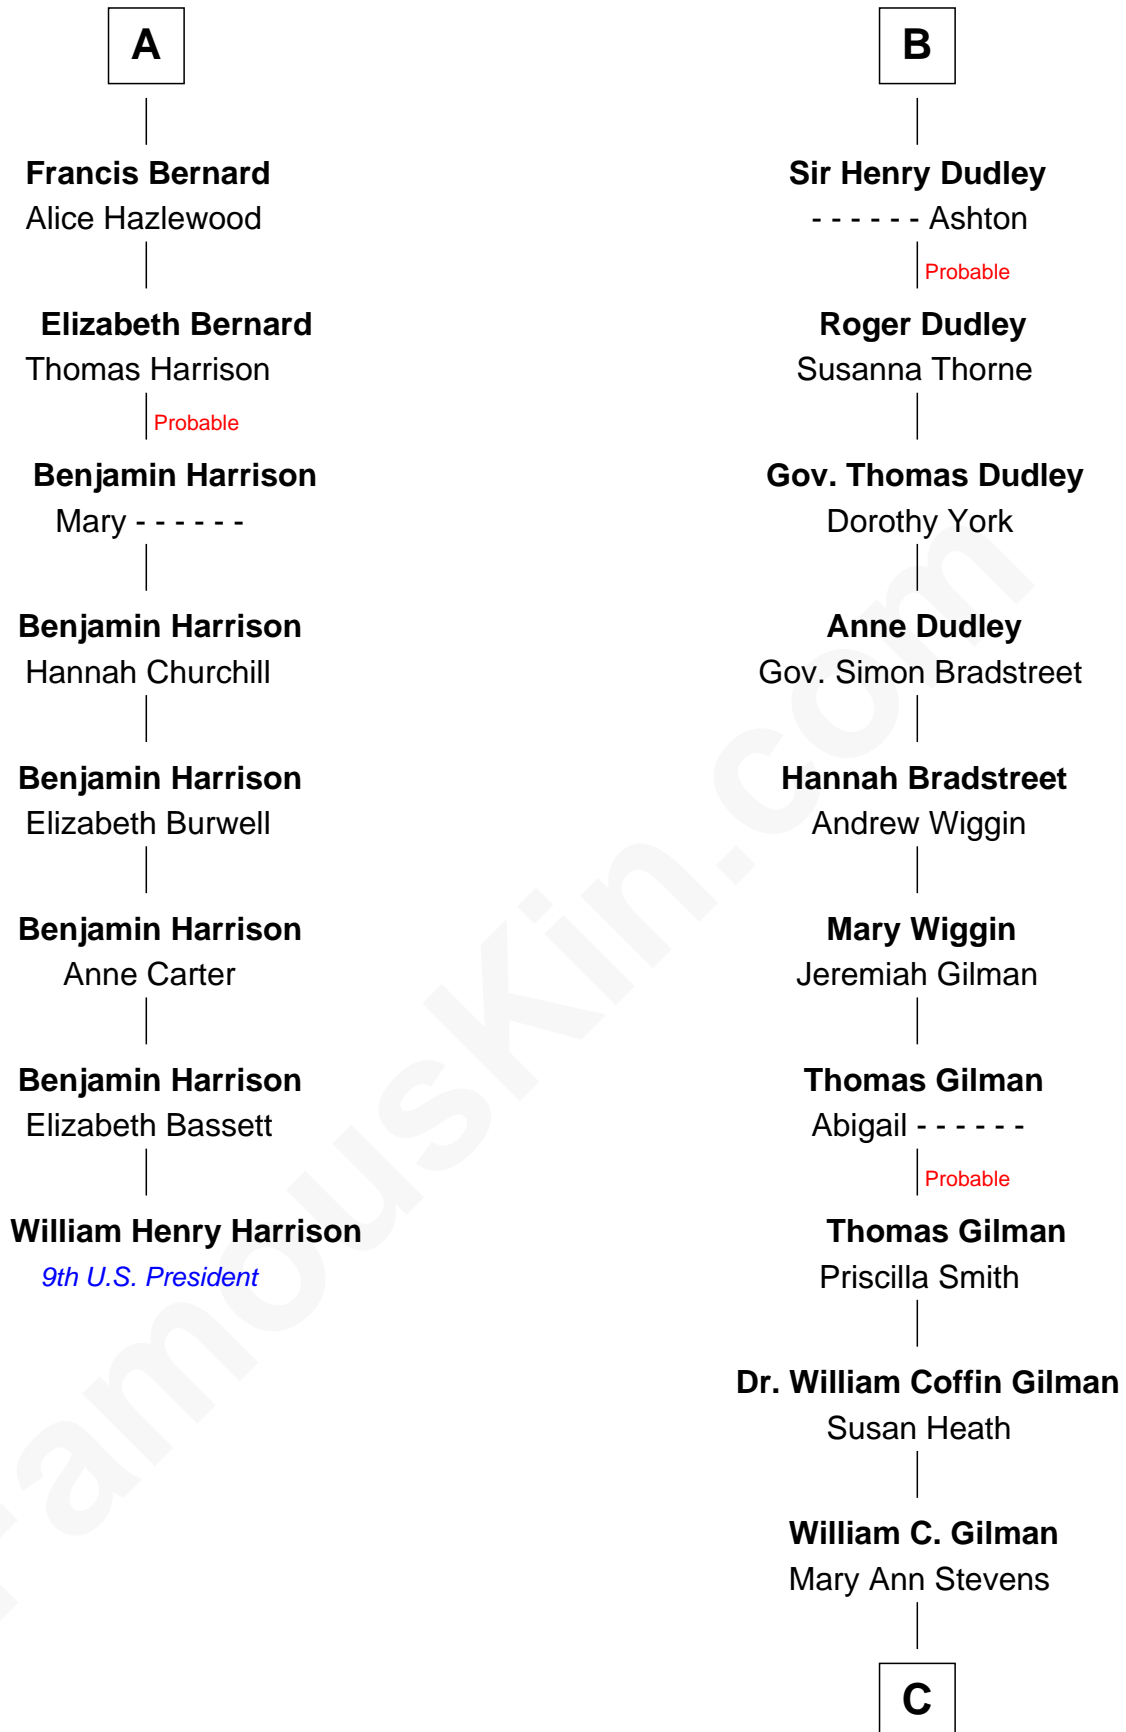 A
Francis Bernard
Alice Hazlewood
Elizabeth Bernard
Thomas Harrison
Probable
Benjamin Harrison
Mary - - - - - -
Benjamin Harrison
Hannah Churchill
Benjamin Harrison
Elizabeth Burwell
Benjamin Harrison
Anne Carter
Benjamin Harrison
Elizabeth Bassett
William Henry Harrison
9th U.S. President
B
Sir Henry Dudley
- - - - - - Ashton
Probable
Roger Dudley
Susanna Thorne
Gov. Thomas Dudley
Dorothy York
Anne Dudley
Gov. Simon Bradstreet
Hannah Bradstreet
Andrew Wiggin
Mary Wiggin
Jeremiah Gilman
Thomas Gilman
Abigail - - - - - -
Probable
Thomas Gilman
Priscilla Smith
Dr. William Coffin Gilman
Susan Heath
William C. Gilman
Mary Ann Stevens
C
FamousKin.com